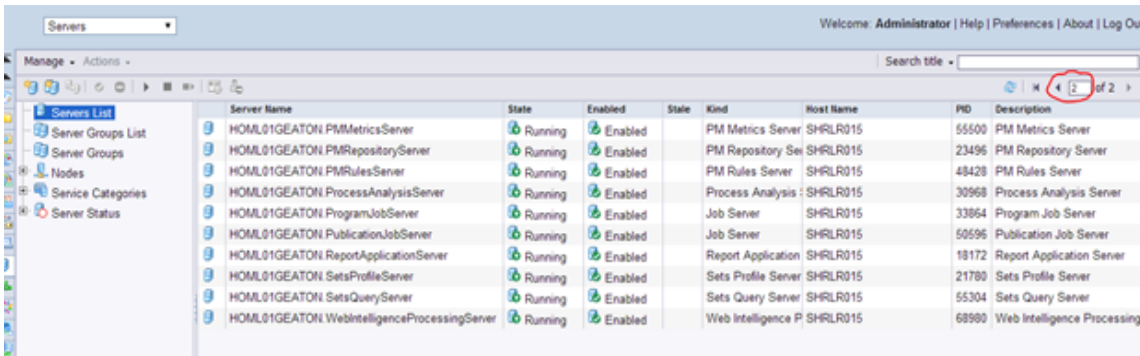 Servers Welcome: Administrator | Help | Preferences | About | Log Ou
Manage Actions Search title
2 of 2
Servers List
Server Groups List
Server Groups
Nodes
Service Categories
Server Status
Server Name State Enabled Stale Kind Host Name PID Description
HOML01GEATON.PMMetricsServer Running Enabled PM Metrics Server SHRLR015 55500 PM Metrics Server
HOML01GEATON.PMRepositoryServer Running Enabled PM Repository Ser SHRLR015 23496 PM Repository Server
HOML01GEATON.PMRulesServer Running Enabled PM Rules Server SHRLR015 48428 PM Rules Server
HOML01GEATON.ProcessAnalysisServer Running Enabled Process Analysis SHRLR015 30968 Process Analysis Server
HOML01GEATON.ProgramJobServer Running Enabled Job Server SHRLR015 33864 Program Job Server
HOML01GEATON.PublicationJobServer Running Enabled Job Server SHRLR015 50596 Publication Job Server
HOML01GEATON.ReportApplicationServer Running Enabled Report Application SHRLR015 18172 Report Application Server
HOML01GEATON.SetsProfileServer Running Enabled Sets Profile Server SHRLR015 21780 Sets Profile Server
HOML01GEATON.SetsQueryServer Running Enabled Sets Query Server SHRLR015 55304 Sets Query Server
HOML01GEATON.WebIntelligenceProcessingServer Running Enabled Web Intelligence P SHRLR015 68980 Web Intelligence Processing